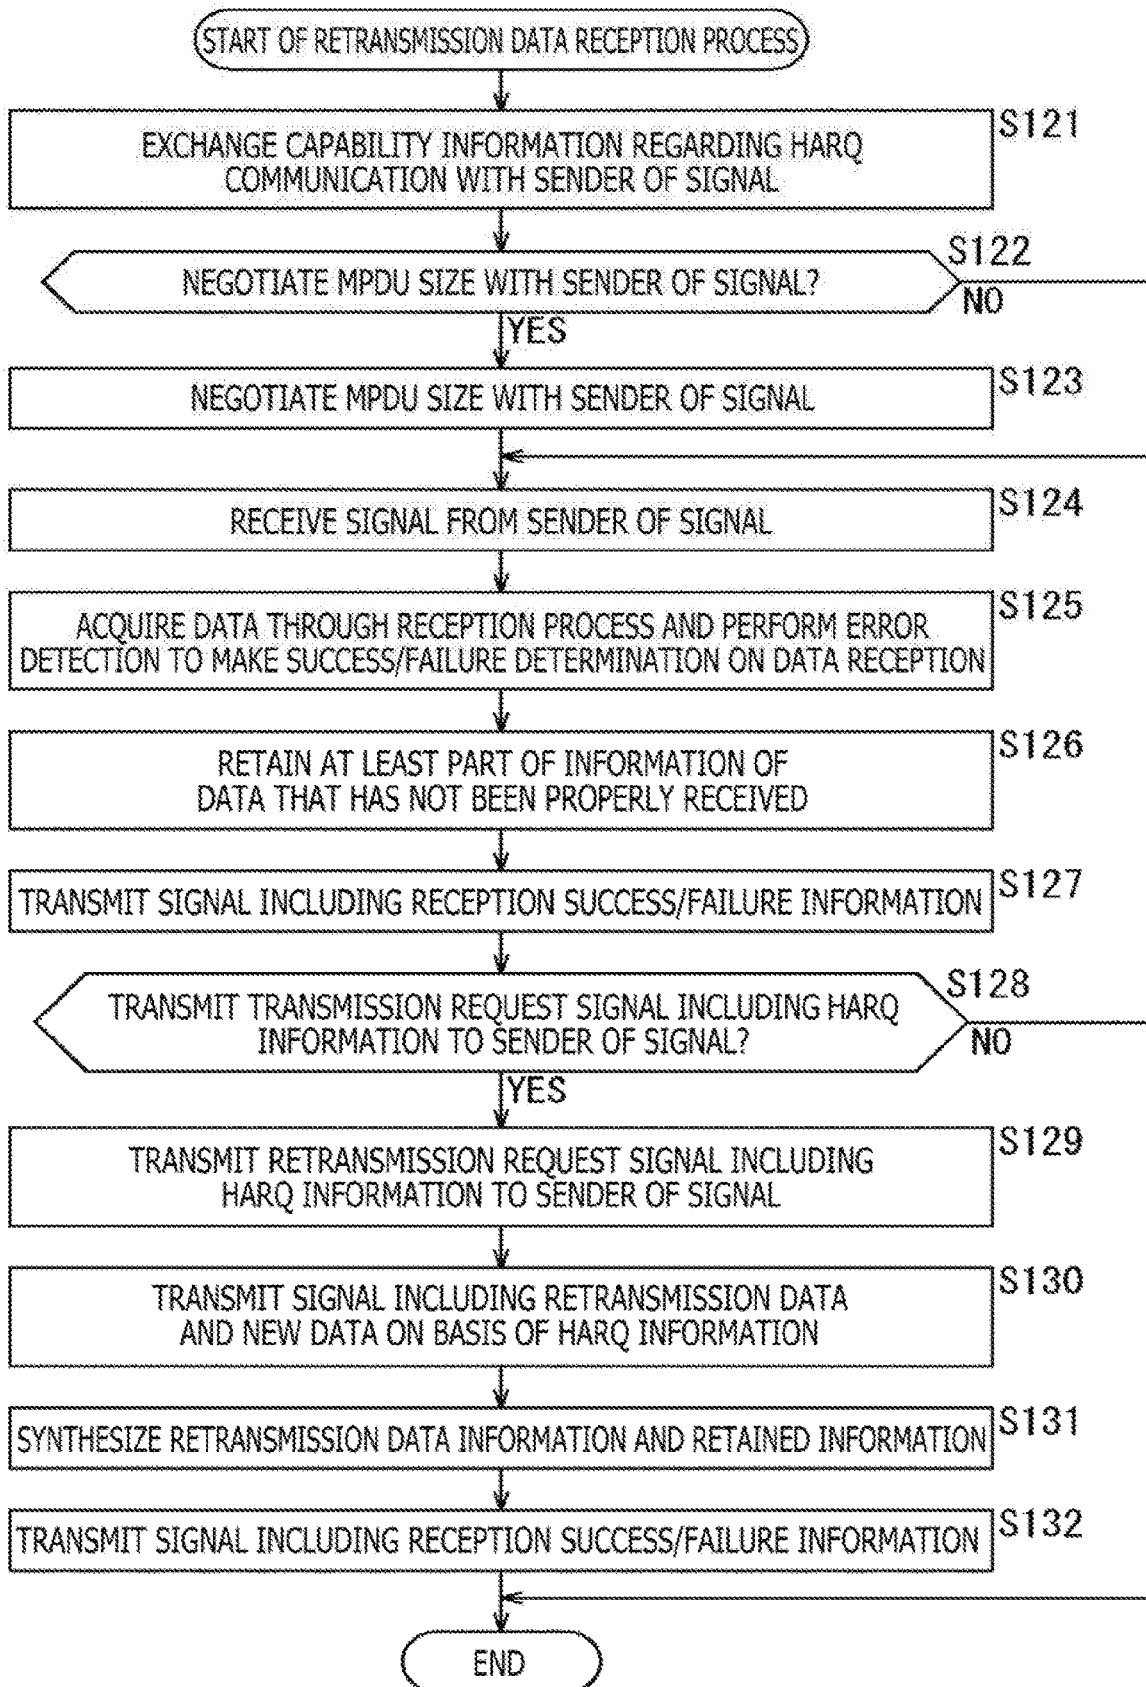 START OF RETRANSMISSION DATA RECEPTION PROCESS
S121
EXCHANGE CAPABILITY INFORMATION REGARDING HARQ
COMMUNICATION WITH SENDER OF SIGNAL
S122
NEGOTIATE MPDU SIZE WITH SENDER OF SIGNAL?
NO
YES
S123
NEGOTIATE MPDU SIZE WITH SENDER OF SIGNAL
S124
RECEIVE SIGNAL FROM SENDER OF SIGNAL
S125
ACQUIRE DATA THROUGH RECEPTION PROCESS AND PERFORM ERROR
DETECTION TO MAKE SUCCESS/FAILURE DETERMINATION ON DATA RECEPTION
S126
RETAIN AT LEAST PART OF INFORMATION OF
DATA THAT HAS NOT BEEN PROPERLY RECEIVED
S127
TRANSMIT SIGNAL INCLUDING RECEPTION SUCCESS/FAILURE INFORMATION
S128
TRANSMIT TRANSMISSION REQUEST SIGNAL INCLUDING HARQ
INFORMATION TO SENDER OF SIGNAL?
NO
YES
S129
TRANSMIT RETRANSMISSION REQUEST SIGNAL INCLUDING
HARQ INFORMATION TO SENDER OF SIGNAL
S130
TRANSMIT SIGNAL INCLUDING RETRANSMISSION DATA
AND NEW DATA ON BASIS OF HARQ INFORMATION
S131
SYNTHESIZE RETRANSMISSION DATA INFORMATION AND RETAINED INFORMATION
S132
TRANSMIT SIGNAL INCLUDING RECEPTION SUCCESS/FAILURE INFORMATION
END